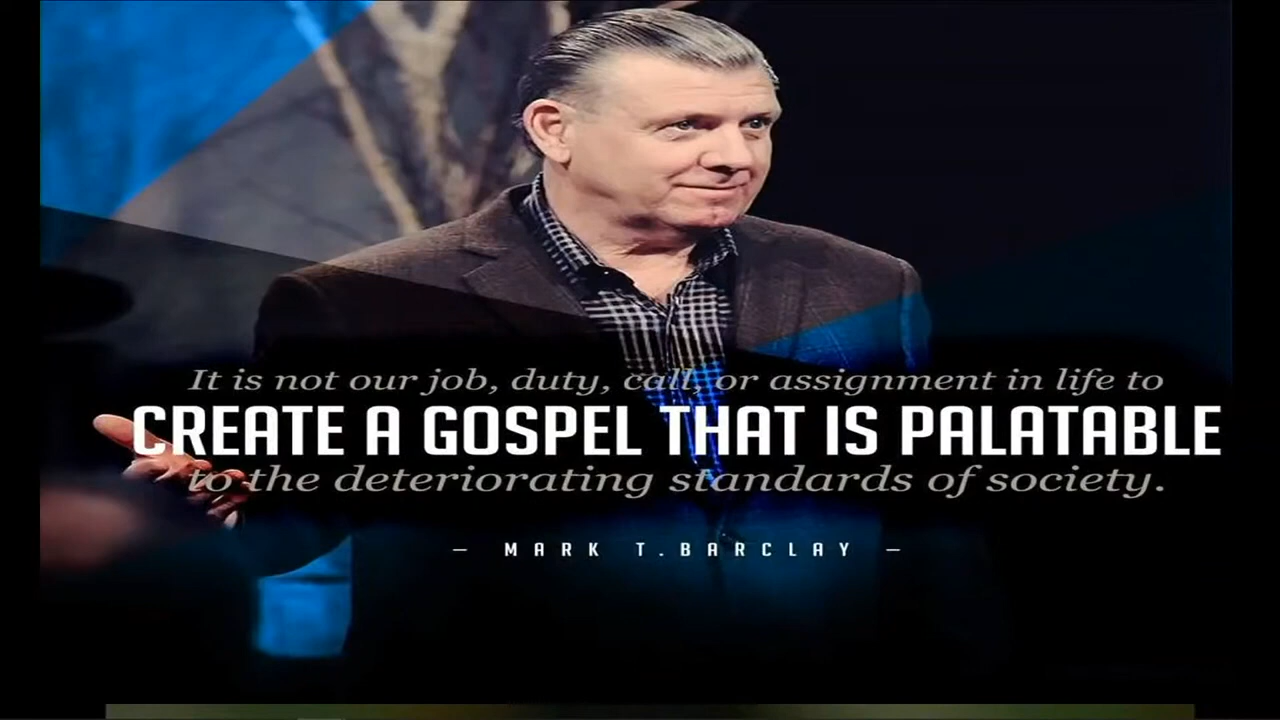 It is not our job, duty, call, or assignment in life to
CREATE A GOSPEL THAT IS PALATABLE
to the deteriorating standards of society.
— MARK T.BARCLAY —